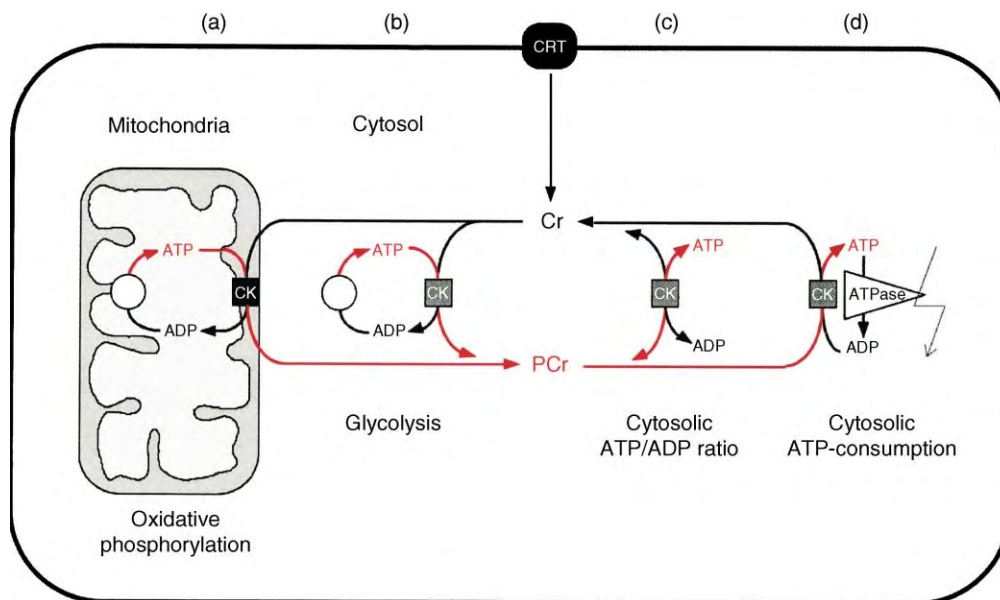 (a) (b) (c) (d)
CRT
Mitochondria Cytosol
Cr
ATP ATP ATP ATP
CK CK CK CK ATPase
ADP ADP ADP ADP
PCr
Glycolysis Cytosolic Cytosolic
ATP/ADP ratio ATP-consumption
Oxidative
phosphorylation